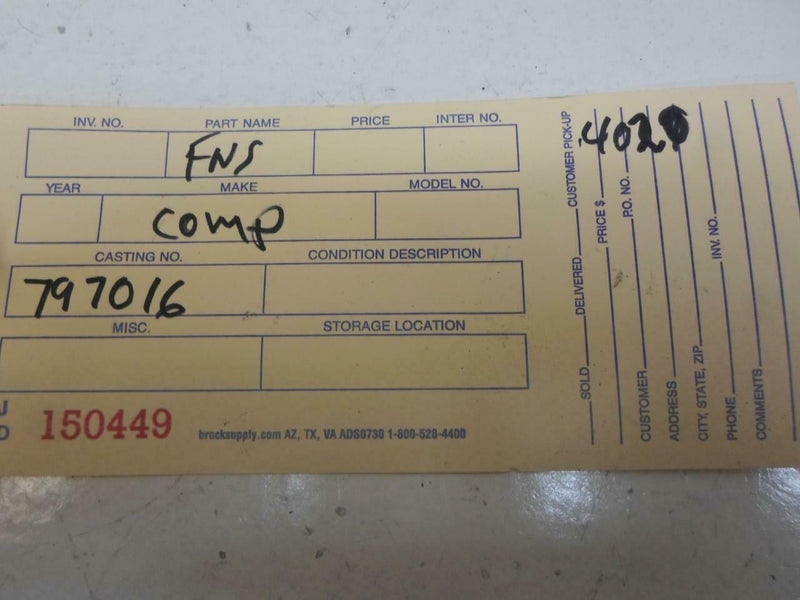 INV. NO. PART NAME PRICE INTER NO.
FNS
YEAR MAKE MODEL NO.
comp
CASTING NO. CONDITION DESCRIPTION
797016
MISC. STORAGE LOCATION
150449
brocksupply.com AZ, TX, VA ADS0730 1-800-528-4400
SOLD DELIVERED CUSTOMER PICK-UP
PRICE $
P.O. NO.
CUSTOMER
ADDRESS
CITY, STATE, ZIP
INV. NO.
PHONE
COMMENTS